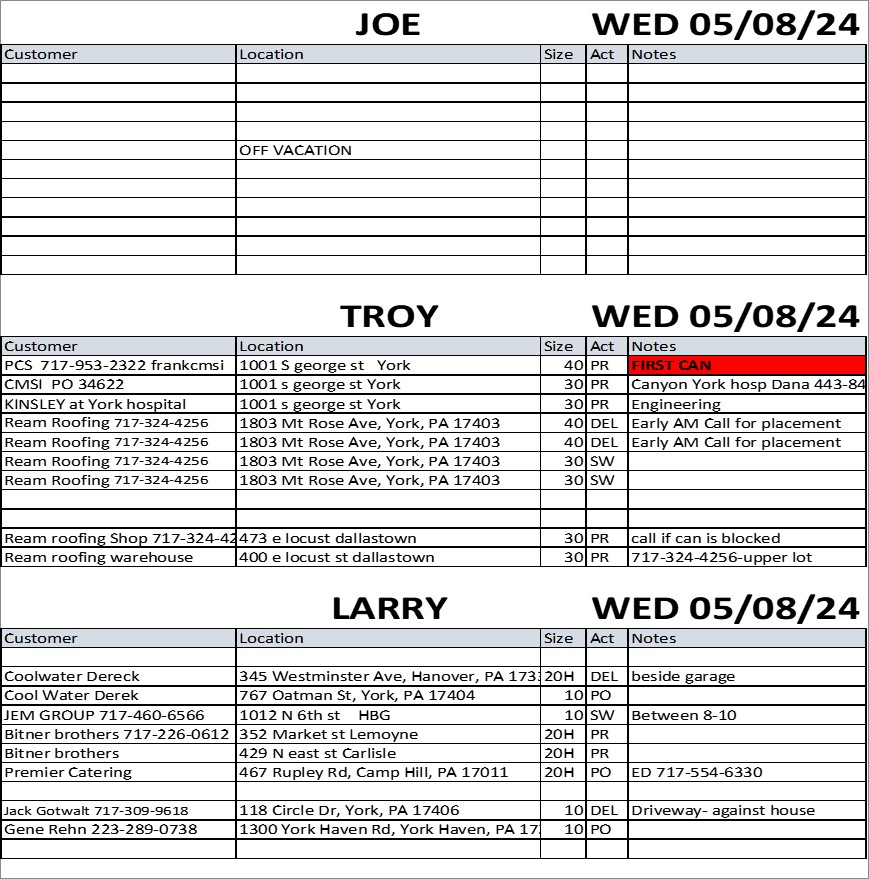 JOE WED 05/08/24
Customer Location Size Act Notes
OFF VACATION
TROY WED 05/08/24
Customer Location Size Act Notes
PCS 717-953-2322 frankcmsi 1001 S george st York 40 PR FIRST CAN
CMSI PO 34622 1001 s george st York 30 PR Canyon York hosp Dana 443-84
KINSLEY at York hospital 1001 s george st York 30 PR Engineering
Ream Roofing 717-324-4256 1803 Mt Rose Ave, York, PA 17403 40 DEL Early AM Call for placement
Ream Roofing 717-324-4256 1803 Mt Rose Ave, York, PA 17403 40 DEL Early AM Call for placement
Ream Roofing 717-324-4256 1803 Mt Rose Ave, York, PA 17403 30 SW
Ream Roofing 717-324-4256 1803 Mt Rose Ave, York, PA 17403 30 SW
Ream roofing Shop 717-324-42 473 e locust dallastown 30 PR call if can is blocked
Ream roofing warehouse 400 e locust st dallastown 30 PR 717-324-4256-upper lot
LARRY WED 05/08/24
Customer Location Size Act Notes
Coolwater Dereck 345 Westminster Ave, Hanover, PA 173 20H DEL beside garage
Cool Water Derek 767 Oatman St, York, PA 17404 10 PO
JEM GROUP 717-460-6566 1012 N 6th st HBG 10 SW Between 8-10
Bitner brothers 717-226-0612 352 Market st Lemoyne 20H PR
Bitner brothers 429 N east st Carlisle 20H PR
Premier Catering 467 Rupley Rd, Camp Hill, PA 17011 20H PO ED 717-554-6330
Jack Gotwalt 717-309-9618 118 Circle Dr, York, PA 17406 10 DEL Driveway- against house
Gene Rehn 223-289-0738 1300 York Haven Rd, York Haven, PA 17 10 PO